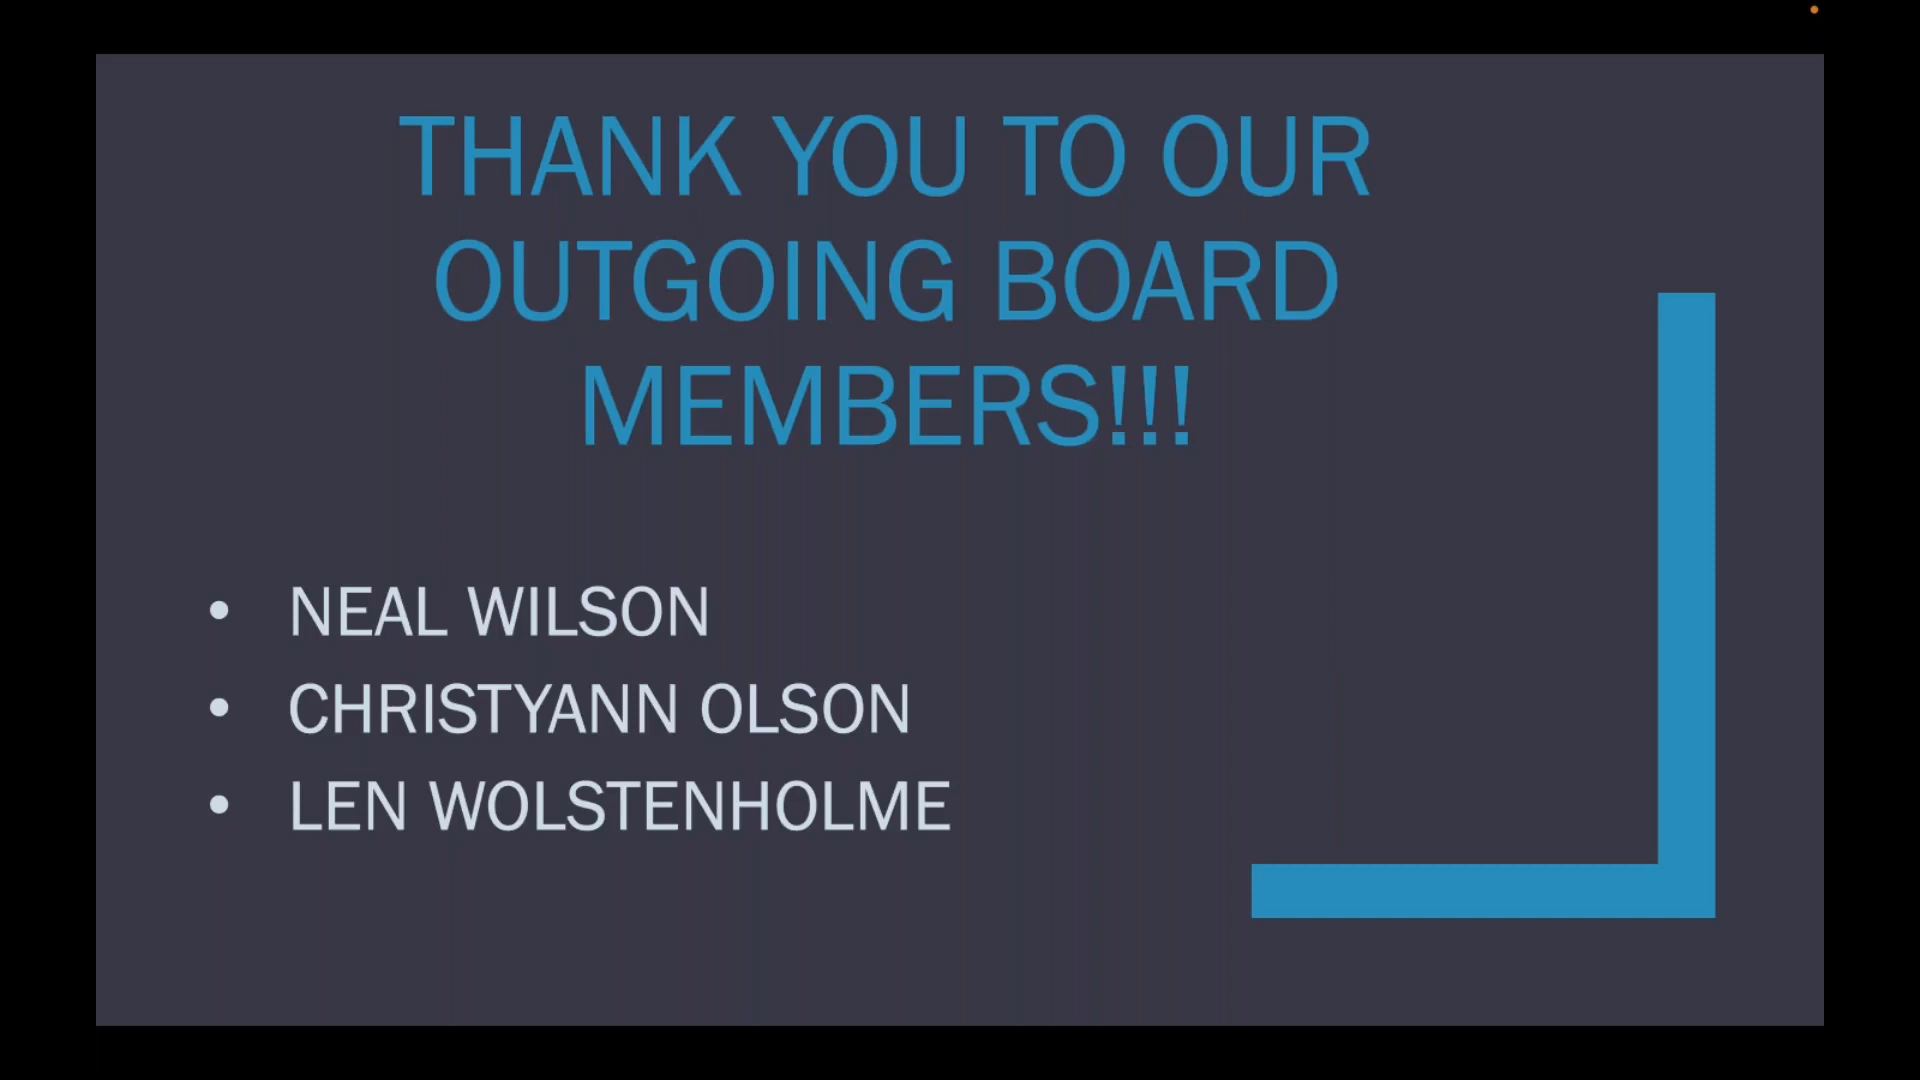 THANK YOU TO OUR
OUTGOING BOARD
MEMBERS!!!
• NEAL WILSON
• CHRISTYANN OLSON
• LEN WOLSTENHOLME